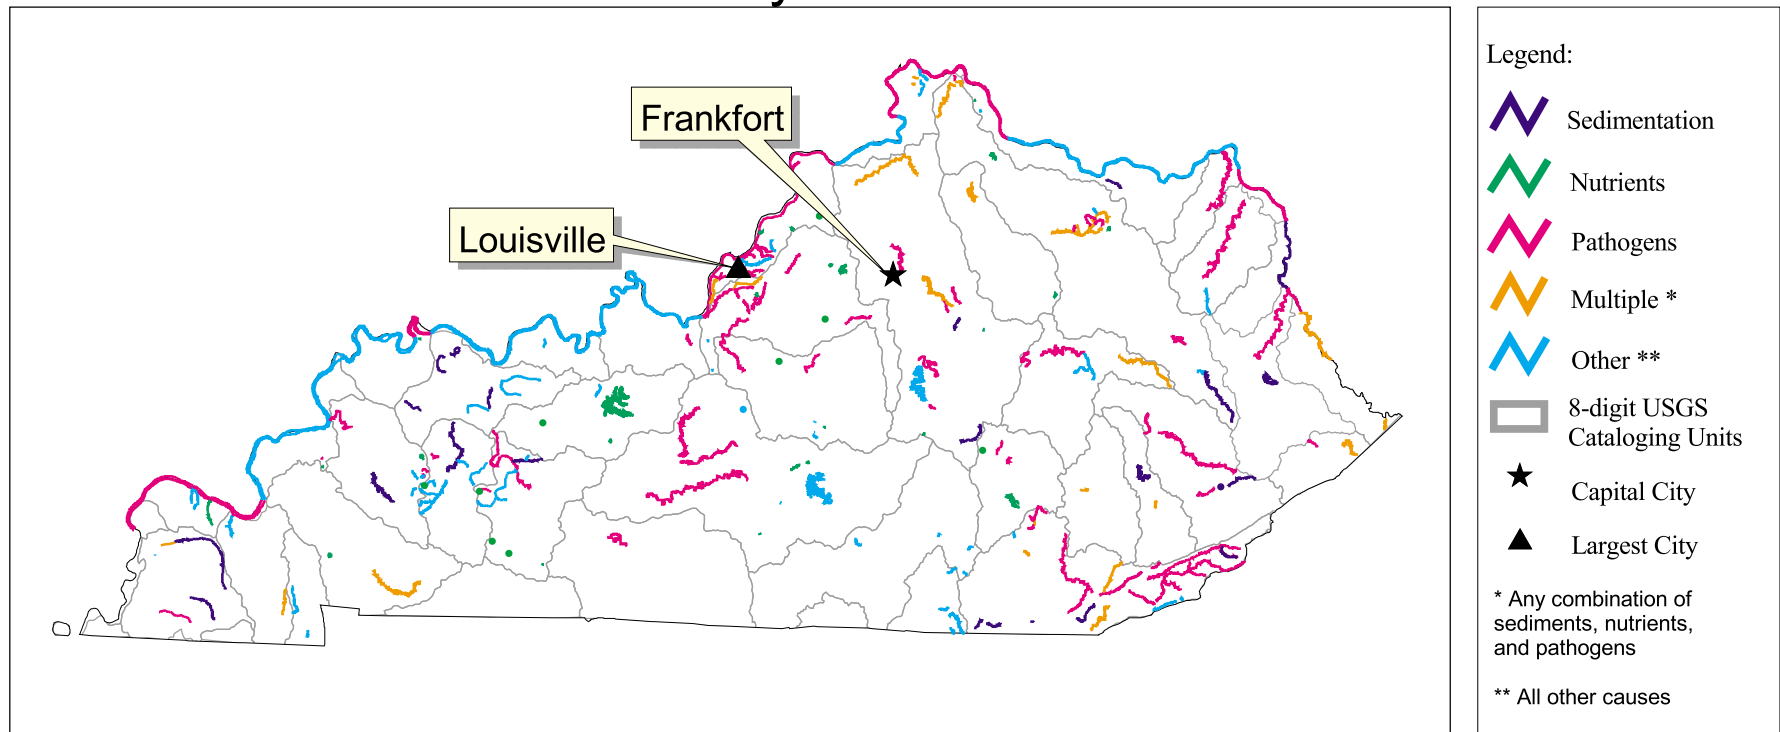 Frankfort
Louisville
Legend:
Sedimentation
Nutrients
Pathogens
Multiple *
Other **
8-digit USGS
Cataloging Units
Capital City
Largest City
* Any combination of
sediments, nutrients,
and pathogens
** All other causes